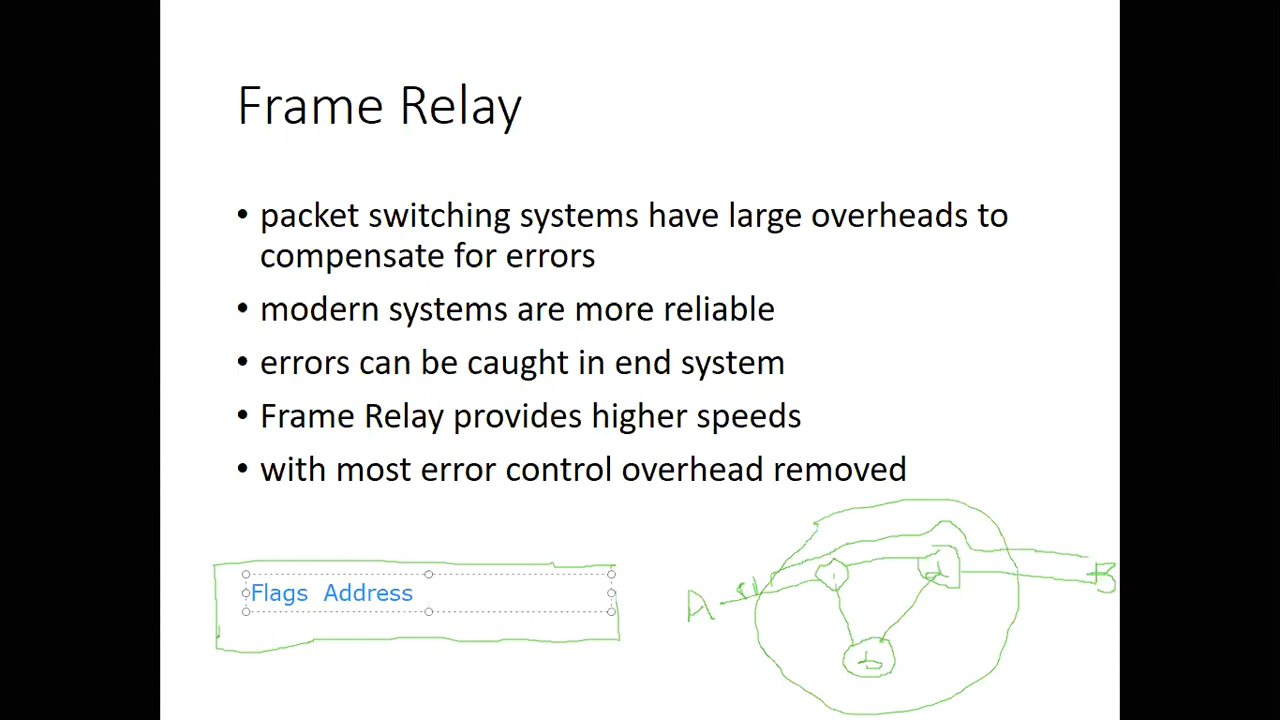 Frame Relay
• packet switching systems have large overheads to
compensate for errors
• modern systems are more reliable
• errors can be caught in end system
• Frame Relay provides higher speeds
• with most error control overhead removed
Flags Address
A
B
b